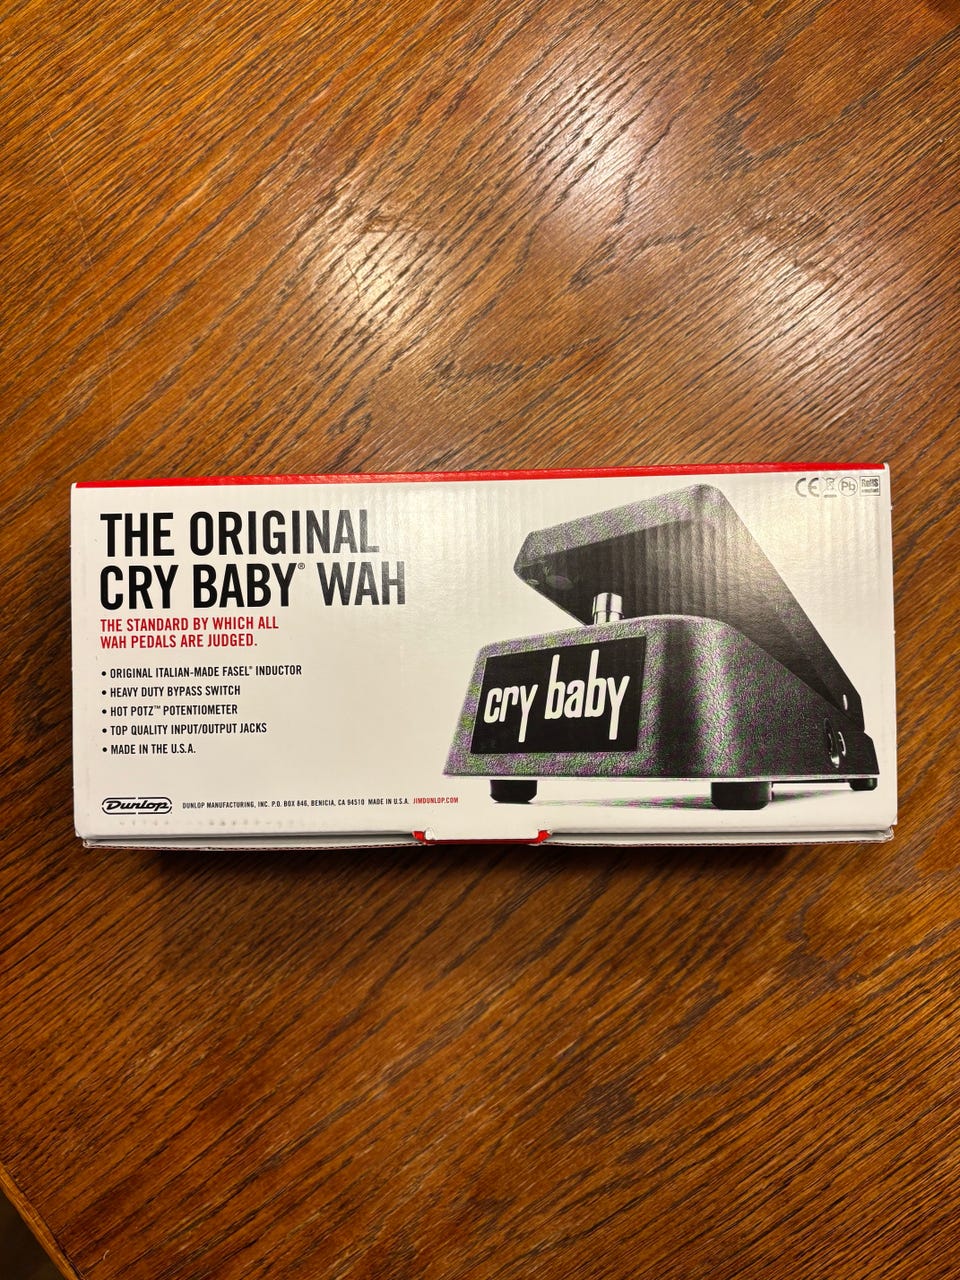 THE ORIGINAL
CRY BABY® WAH
THE STANDARD BY WHICH ALL
WAH PEDALS ARE JUDGED.
• ORIGINAL ITALIAN-MADE FASEL® INDUCTOR
• HEAVY DUTY BYPASS SWITCH
• HOT POTZ™ POTENTIOMETER
• TOP QUALITY INPUT/OUTPUT JACKS
• MADE IN THE U.S.A.
Dunlop DUNLOP MANUFACTURING, INC. P.O. BOX 846, BENICIA, CA 94510 MADE IN U.S.A. JIMDUNLOP.COM
CE Pb RoHS
compliant
cry baby